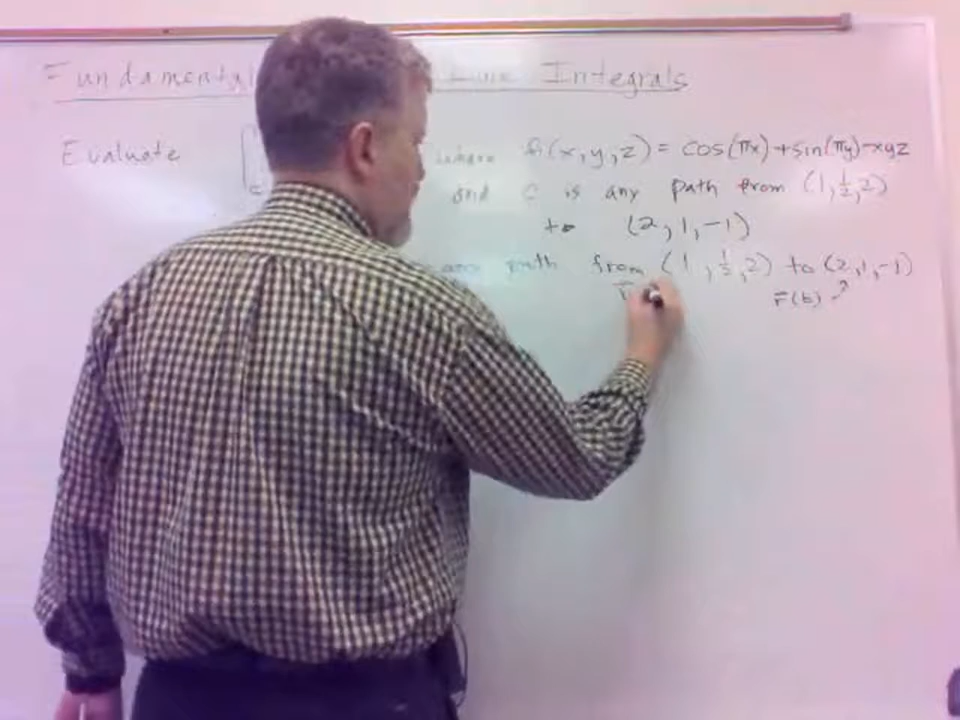 Fundamental Line Integrals
Evaluate ∫ where f(x,y,z) = cos(πx)+sin(πy)-xyz
and C is any path from (1,½,2)
to (2,1,-1)
any path from (1,½,2) to (2,1,-1)
r(b)